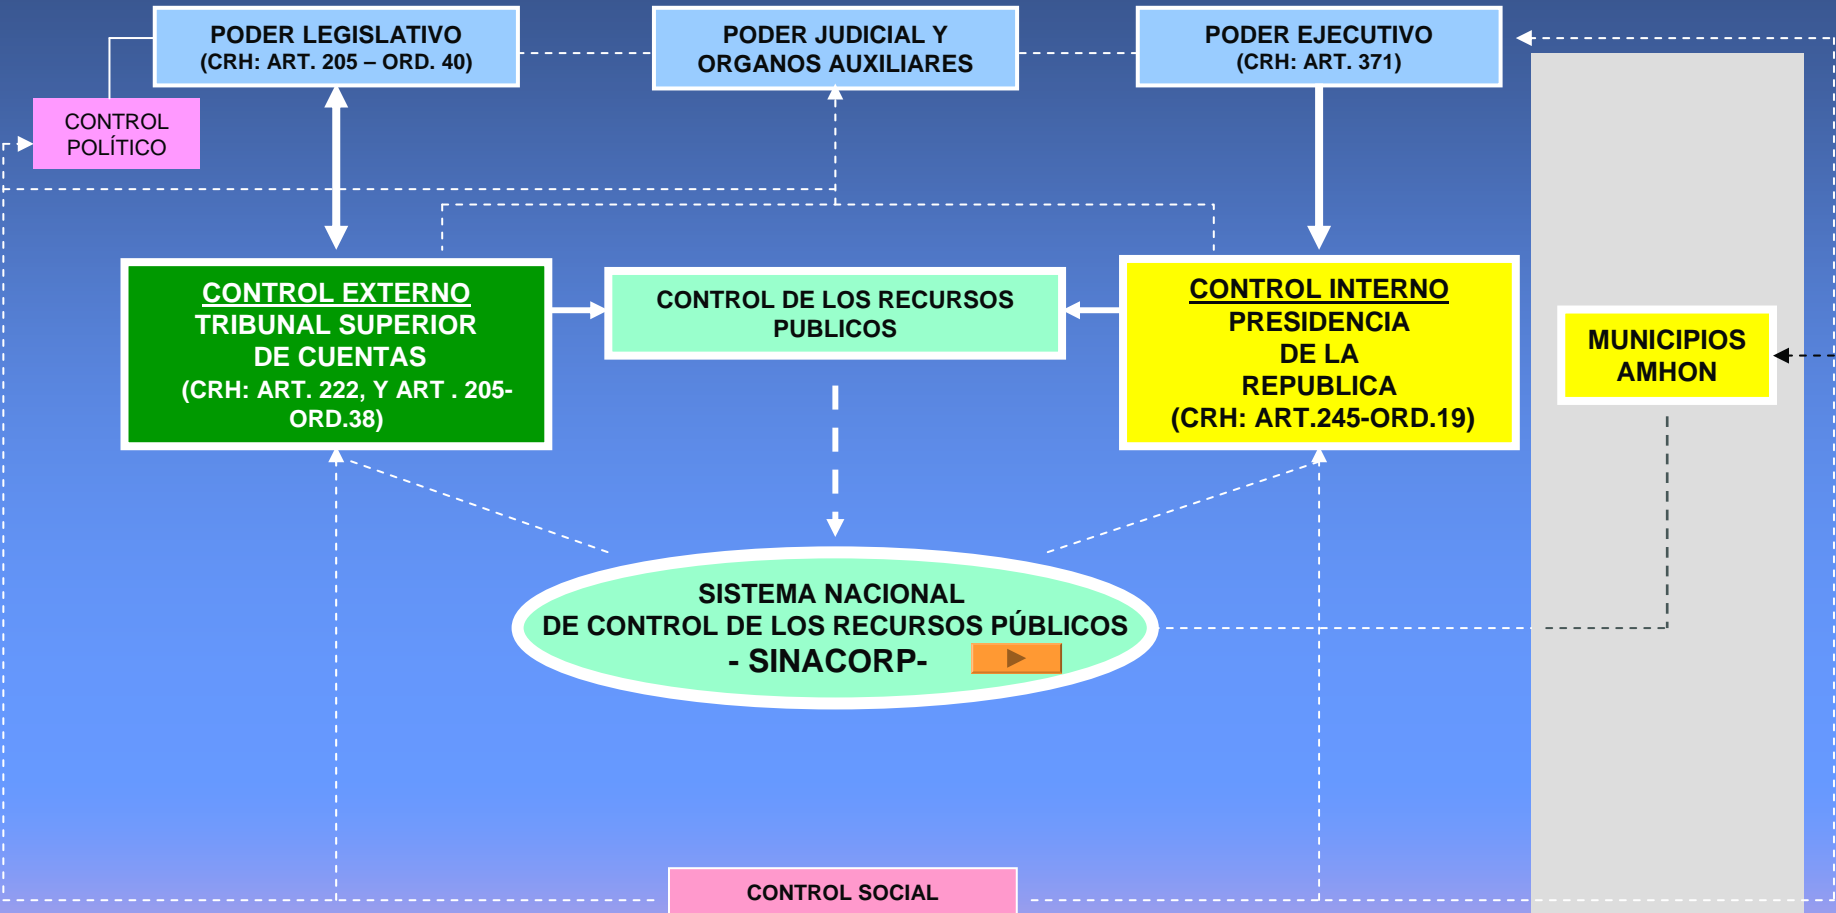 PODER LEGISLATIVO
(CRH: ART. 205 – ORD. 40)
PODER JUDICIAL Y
ORGANOS AUXILIARES
PODER EJECUTIVO
(CRH: ART. 371)
CONTROL
POLÍTICO
CONTROL EXTERNO
TRIBUNAL SUPERIOR
DE CUENTAS
(CRH: ART. 222, Y ART . 205-
ORD.38)
CONTROL DE LOS RECURSOS
PUBLICOS
CONTROL INTERNO
PRESIDENCIA
DE LA
REPUBLICA
(CRH: ART.245-ORD.19)
MUNICIPIOS
AMHON
SISTEMA NACIONAL
DE CONTROL DE LOS RECURSOS PÚBLICOS
- SINACORP-
CONTROL SOCIAL